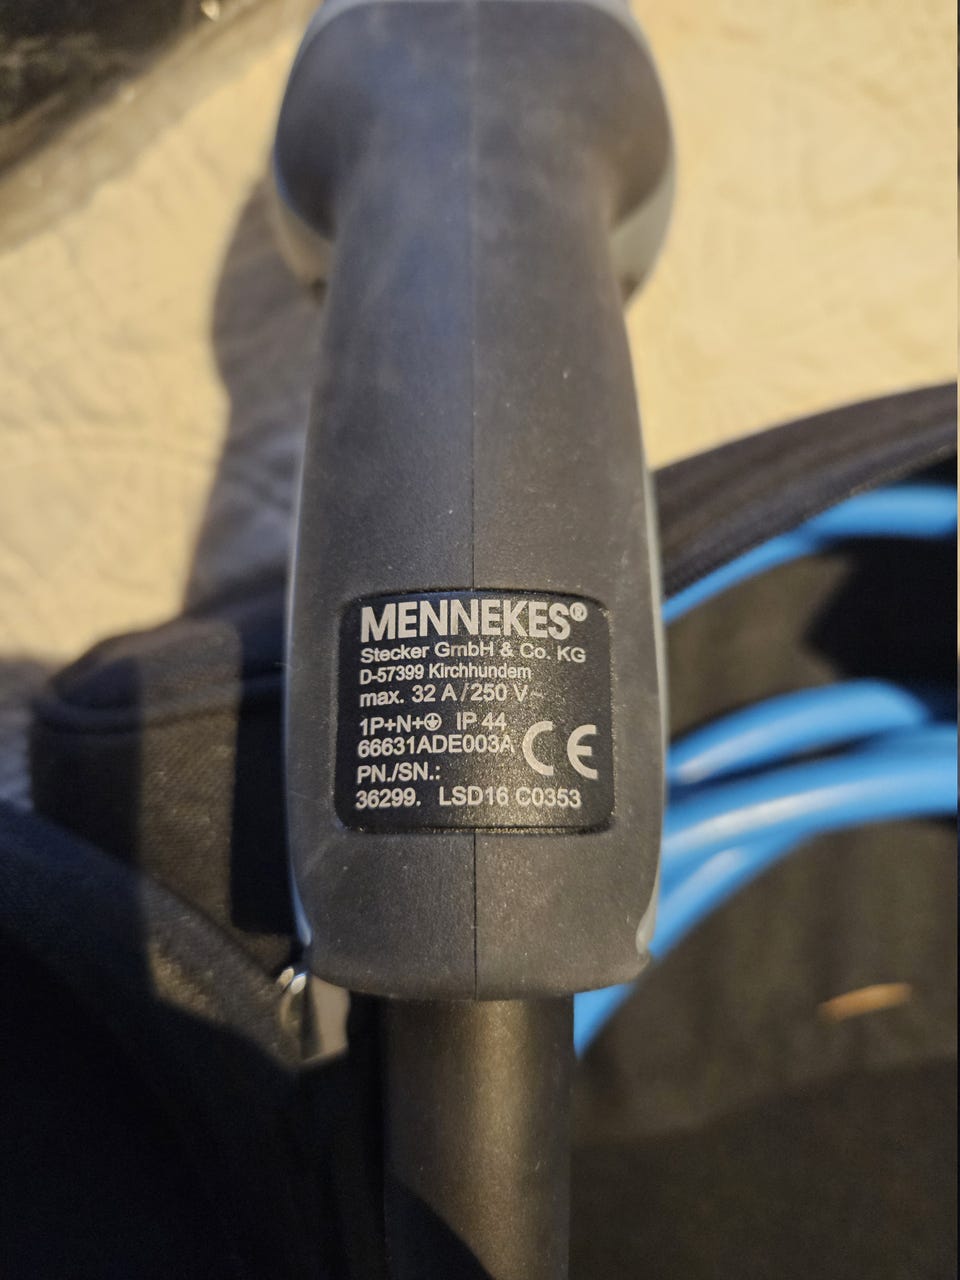 MENNEKES®
Stecker GmbH & Co. KG
D-57399 Kirchhundem
max. 32 A / 250 V~
1P+N+⏚ IP 44
66631ADE003A CE
PN./SN.:
36299. LSD16 C0353